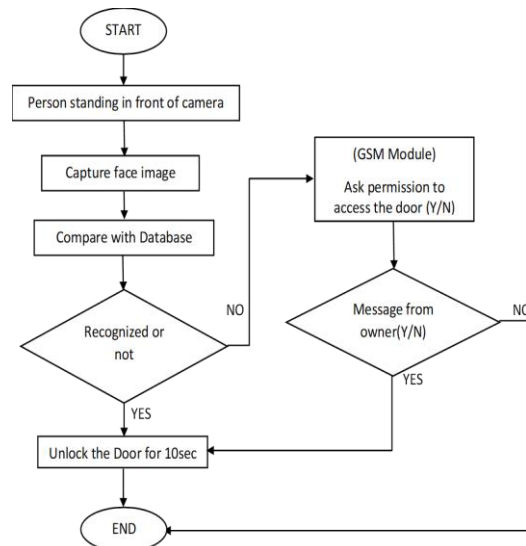 START
Person standing in front of camera
Capture face image
Compare with Database
Recognized or
not
NO
YES
(GSM Module)
Ask permission to
access the door (Y/N)
Message from
owner(Y/N)
NO
YES
Unlock the Door for 10sec
END